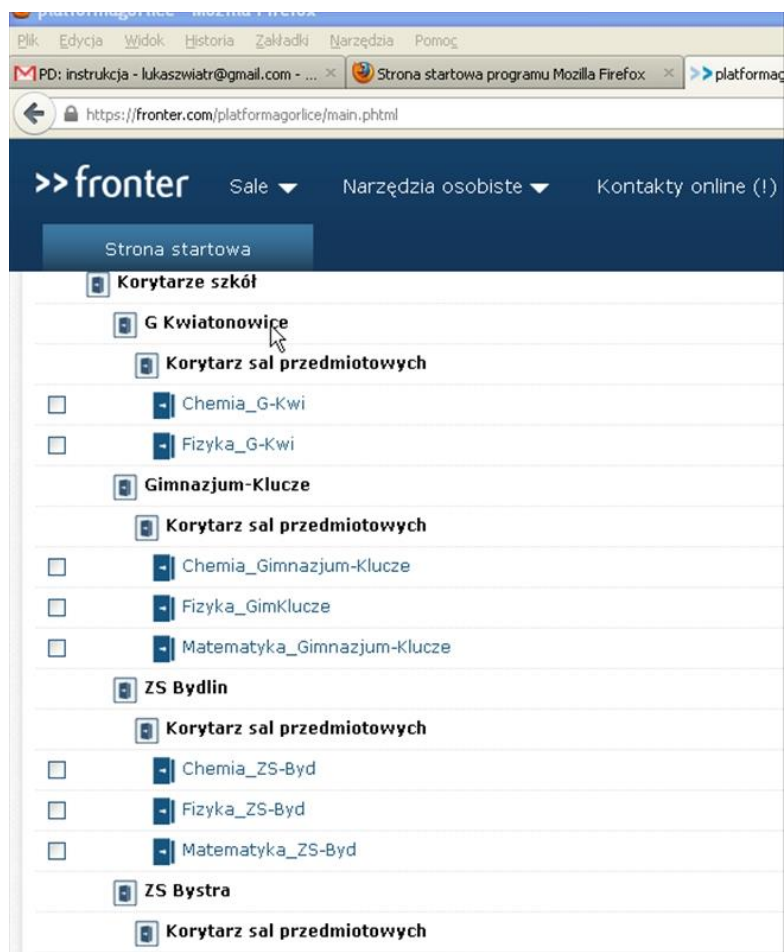 platformagorlice - Mozilla Firefox
Plik Edycja Widok Historia Zakładki Narzędzia Pomoc
PD: instrukcja - lukaszwiatr@gmail.com - ... Strona startowa programu Mozilla Firefox >> platformag
https://fronter.com/platformagorlice/main.phtml
>>fronter Sale Narzędzia osobiste Kontakty online (!)
Strona startowa
Korytarze szkół
G Kwiatonowice
Korytarz sal przedmiotowych
Chemia_G-Kwi
Fizyka_G-Kwi
Gimnazjum-Klucze
Korytarz sal przedmiotowych
Chemia_Gimnazjum-Klucze
Fizyka_GimKlucze
Matematyka_Gimnazjum-Klucze
ZS Bydlin
Korytarz sal przedmiotowych
Chemia_ZS-Byd
Fizyka_ZS-Byd
Matematyka_ZS-Byd
ZS Bystra
Korytarz sal przedmiotowych